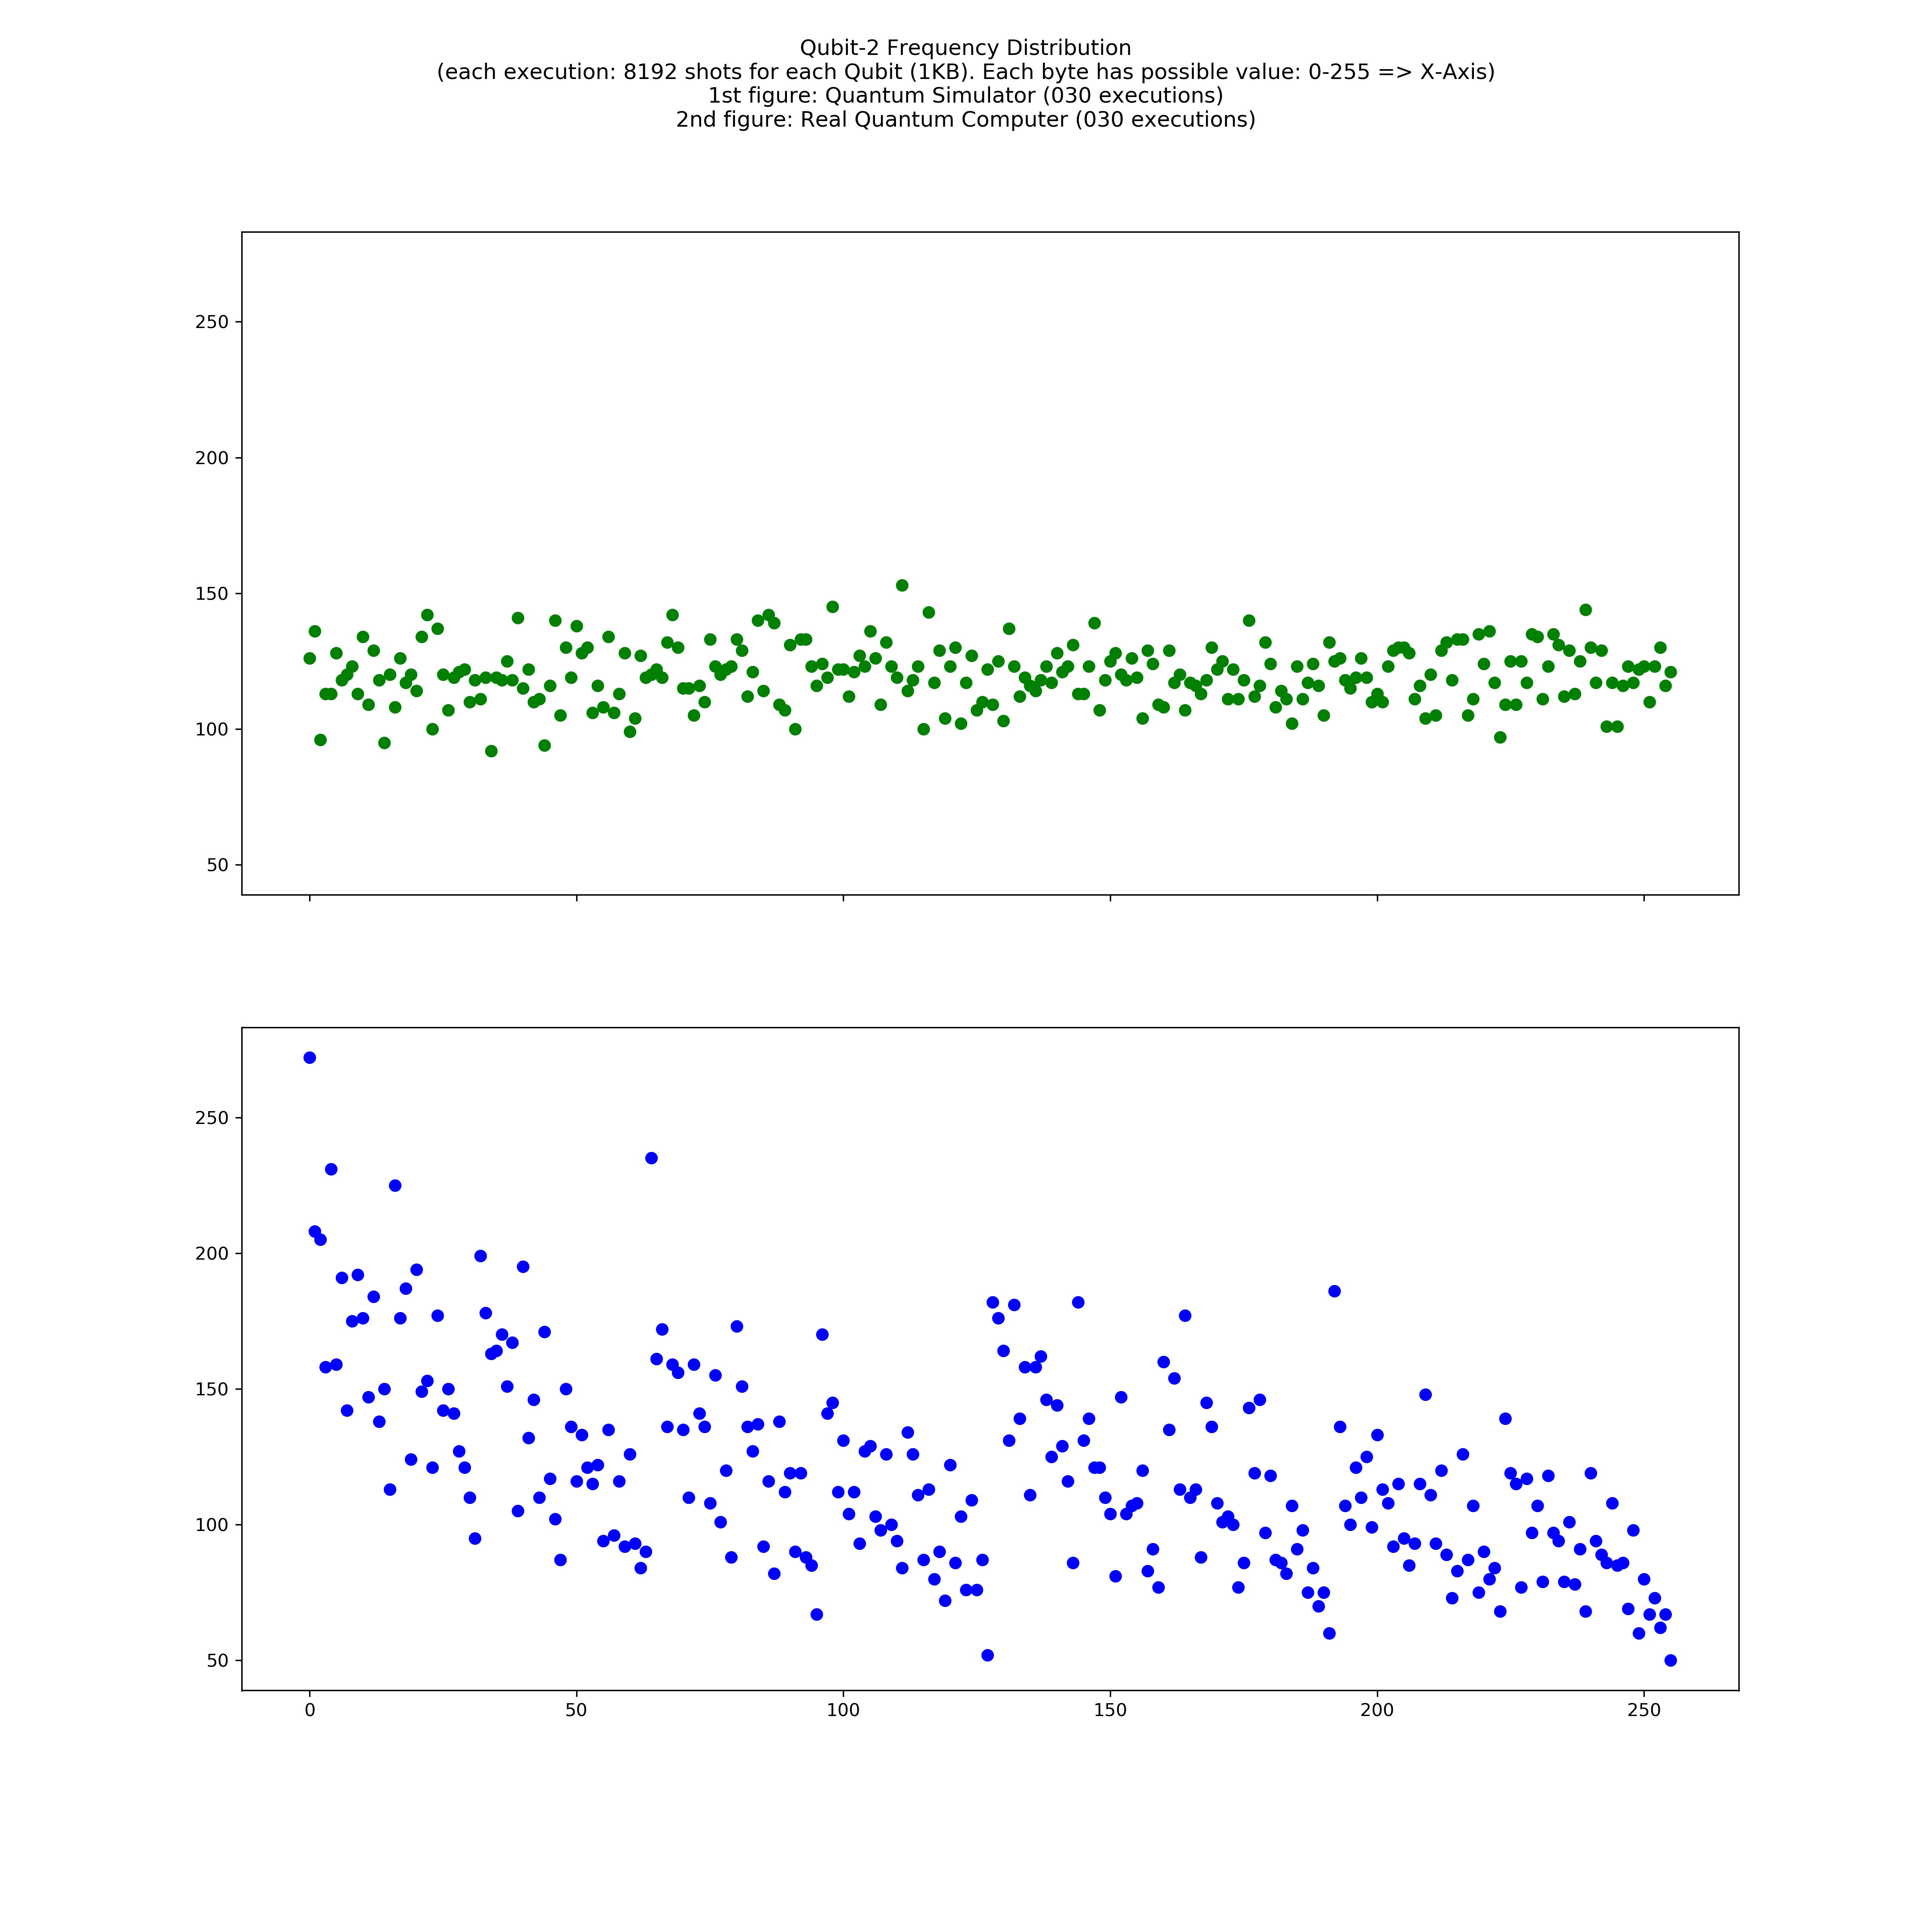 Qubit-2 Frequency Distribution
(each execution: 8192 shots for each Qubit (1KB). Each byte has possible value: 0-255 => X-Axis)
1st figure: Quantum Simulator (030 executions)
2nd figure: Real Quantum Computer (030 executions)
250
200
150
100
50
250
200
150
100
50
0 50 100 150 200 250